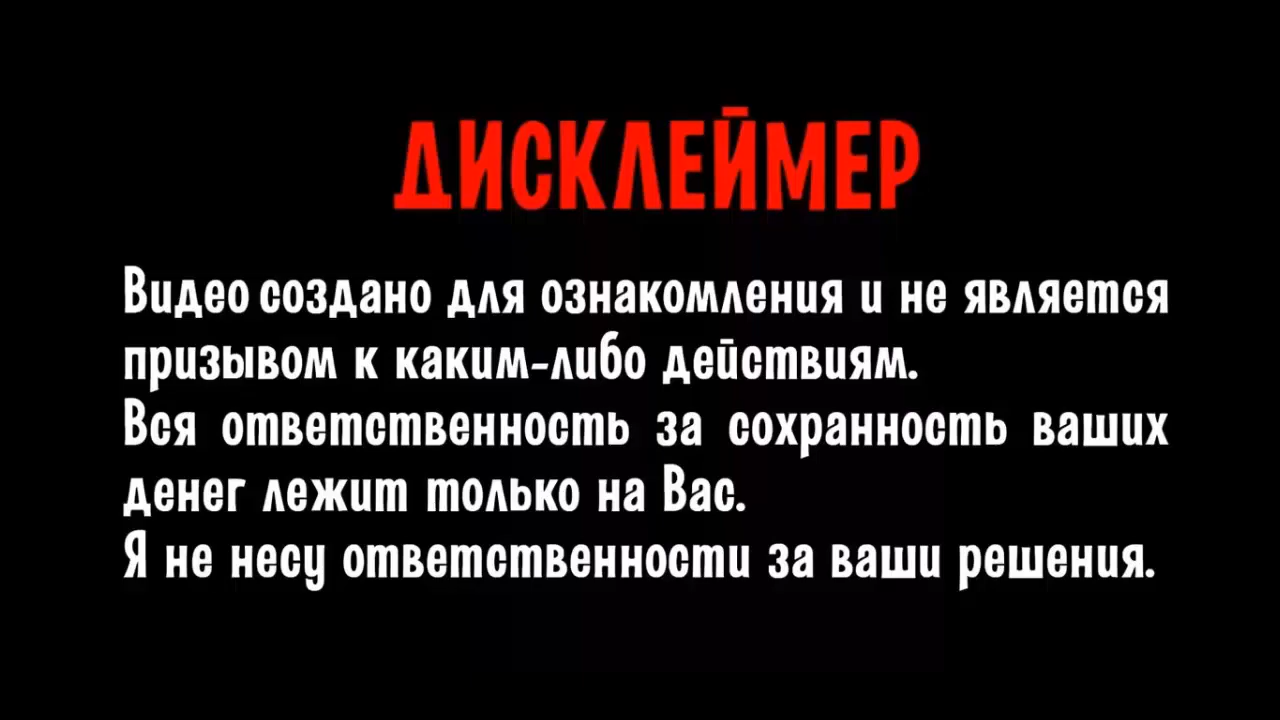 ДИСКЛЕЙМЕР
Видео создано для ознакомления и не является
призывом к каким-либо действиям.
Вся ответственность за сохранность ваших
денег лежит только на Вас.
Я не несу ответственности за ваши решения.